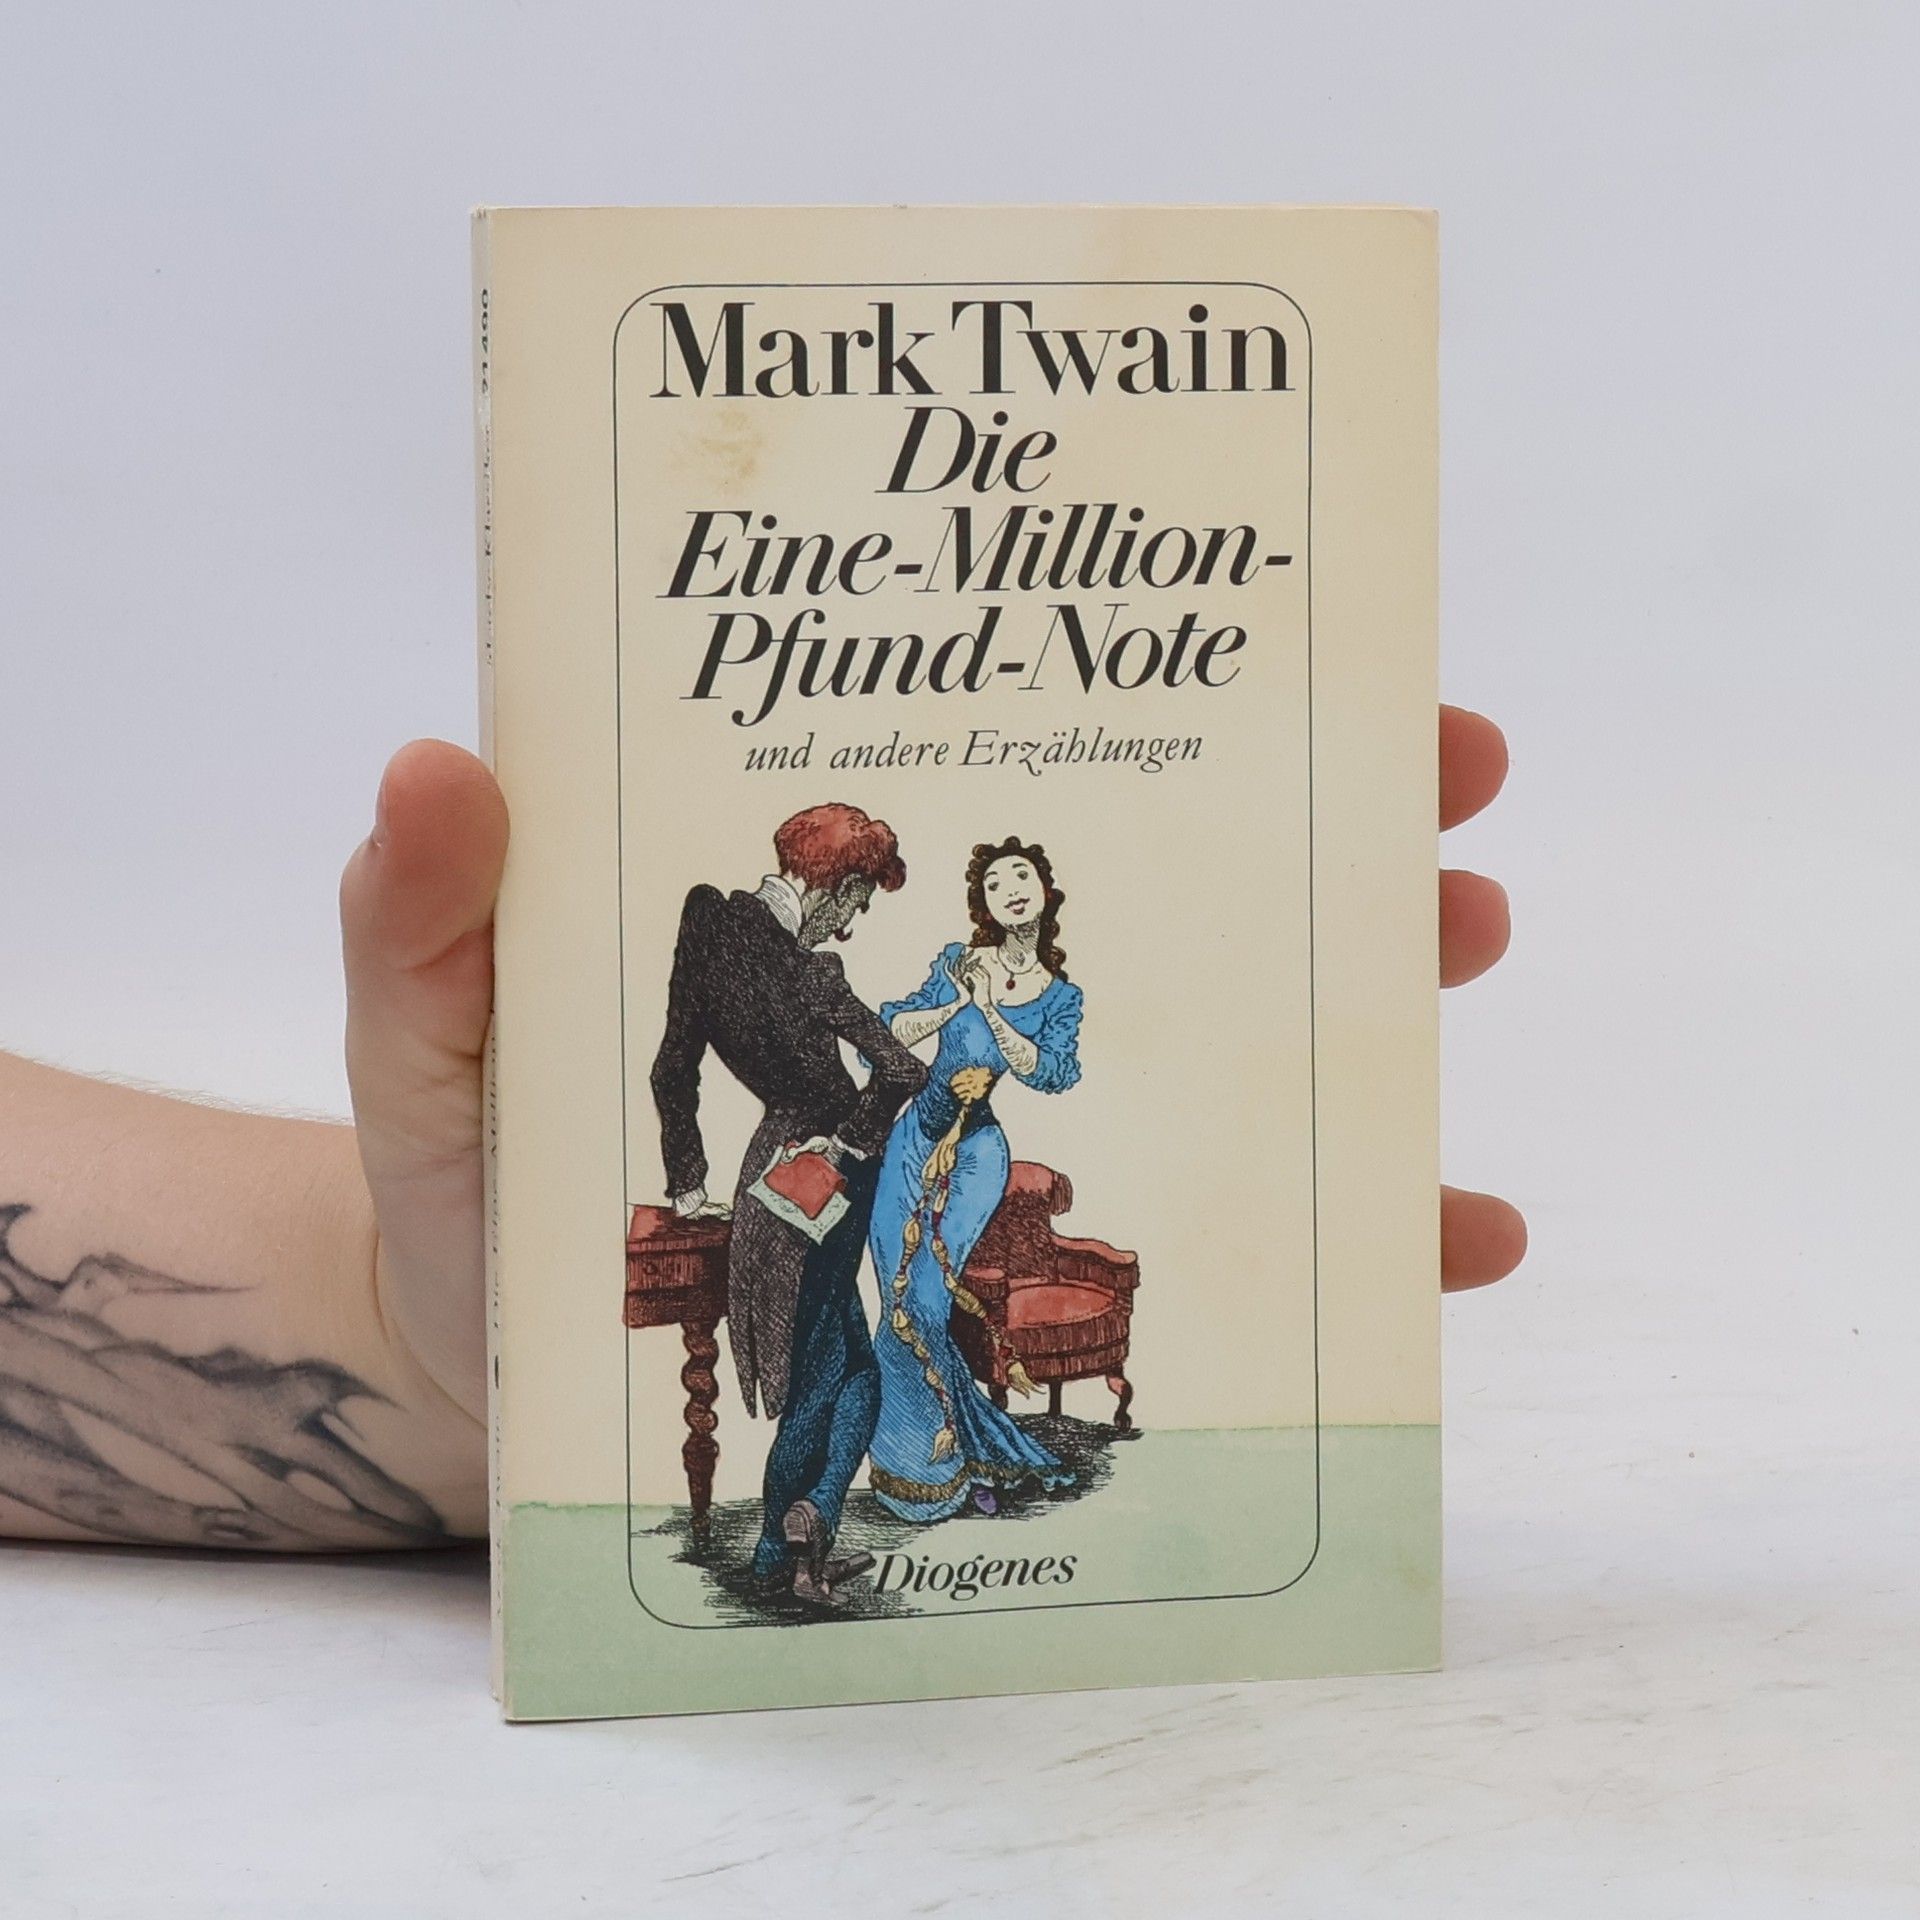 Mark Twain
Die
Eine-Million-
Pfund-Note
und andere Erzählungen
Diogenes